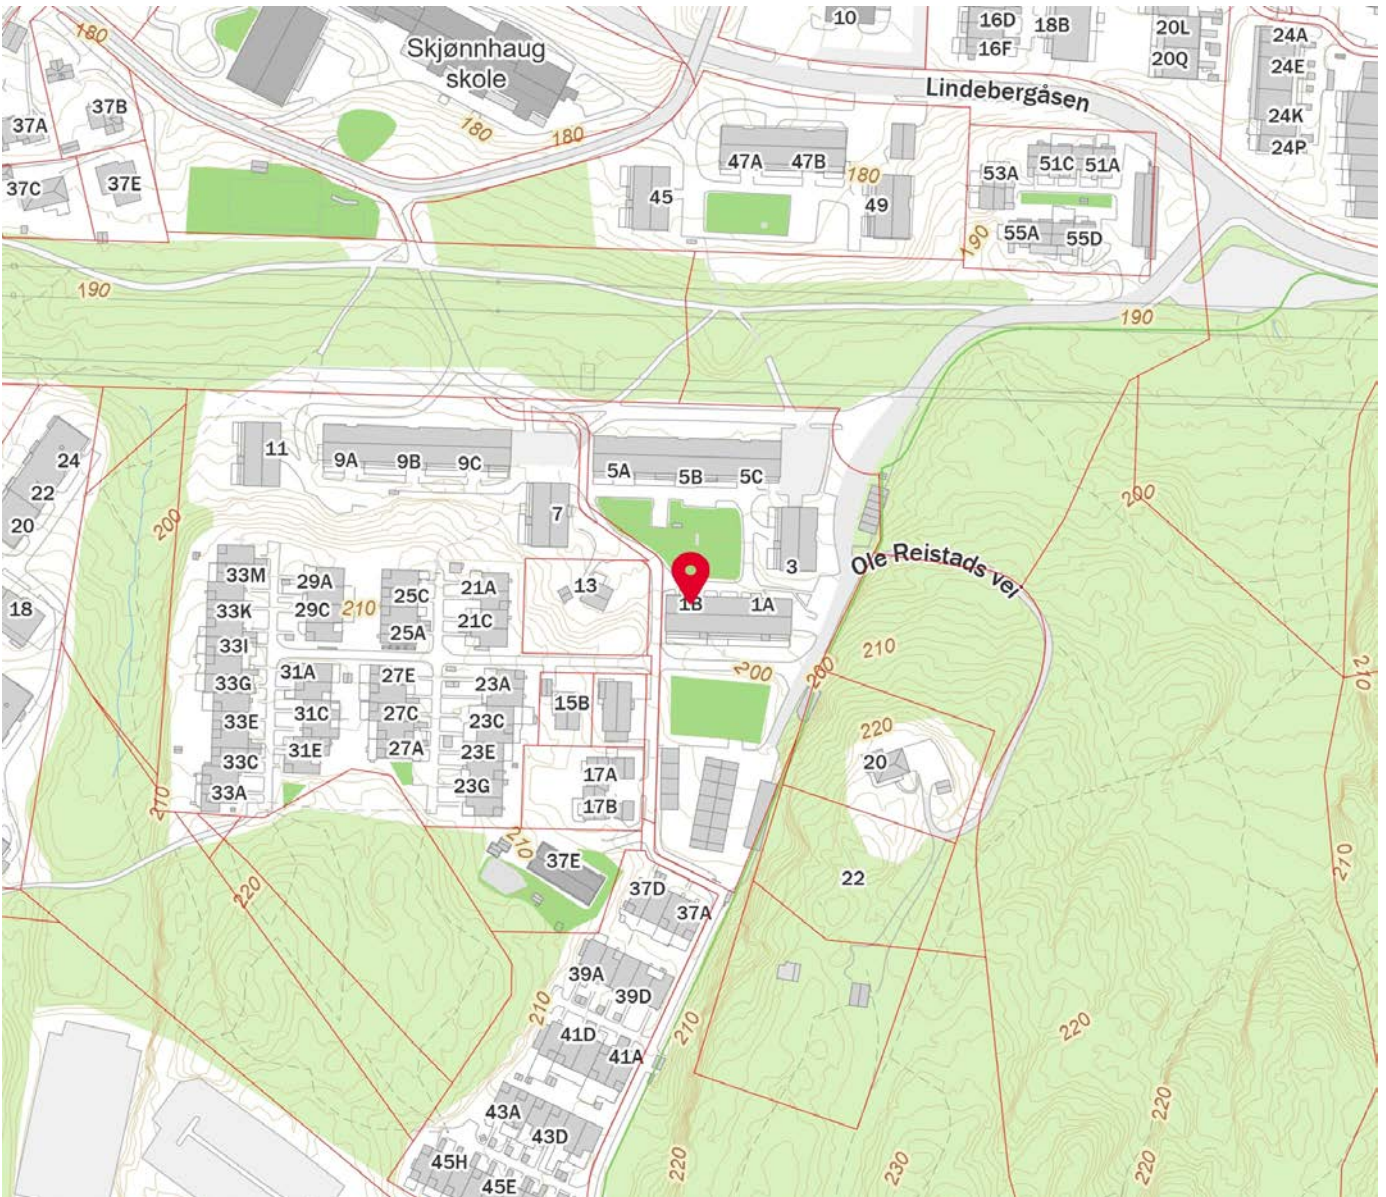 180
10
16D
18B
20L
24A
Skjønnhaug
skole
16F
20Q
24E
Lindebergåsen
37B
24K
37A
180
180
24P
47A
47B
51C
51A
180
53A
37C
37E
45
49
55A
55D
190
190
190
11
9A
9B
9C
5A
5B
5C
24
22
20
200
7
200
3
Ole Reistads vei
33M
29A
25C
21A
13
18
33K
29C
210
21C
1B
1A
33I
25A
210
33G
31A
27E
23A
200
200
210
33E
31C
27C
23C
15B
220
33C
31E
27A
23E
20
33A
23G
17A
17B
210
210
37E
210
22
220
37D
37A
39A
39D
210
41D
41A
210
220
43A
43D
220
45H
45E
220
230
220